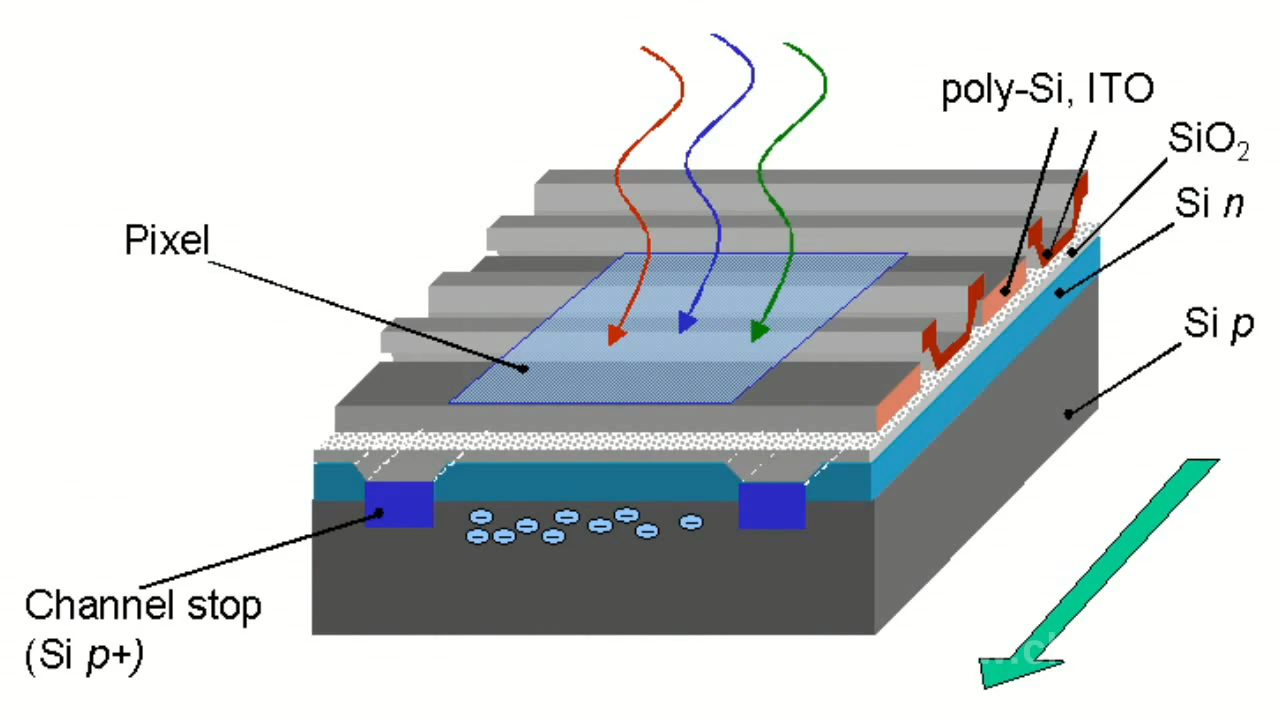 poly-Si, ITO
SiO₂
Si n
Pixel
Si p
Channel stop
(Si p+)